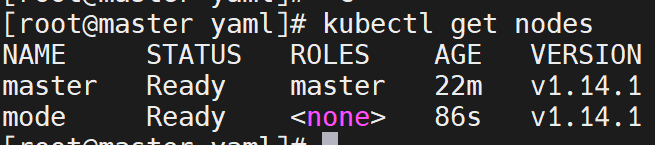 [root@master yaml]# kubectl get nodes
NAME     STATUS   ROLES    AGE   VERSION
master   Ready    master   22m   v1.14.1
mode     Ready    <none>   86s   v1.14.1
[root@master yaml]#